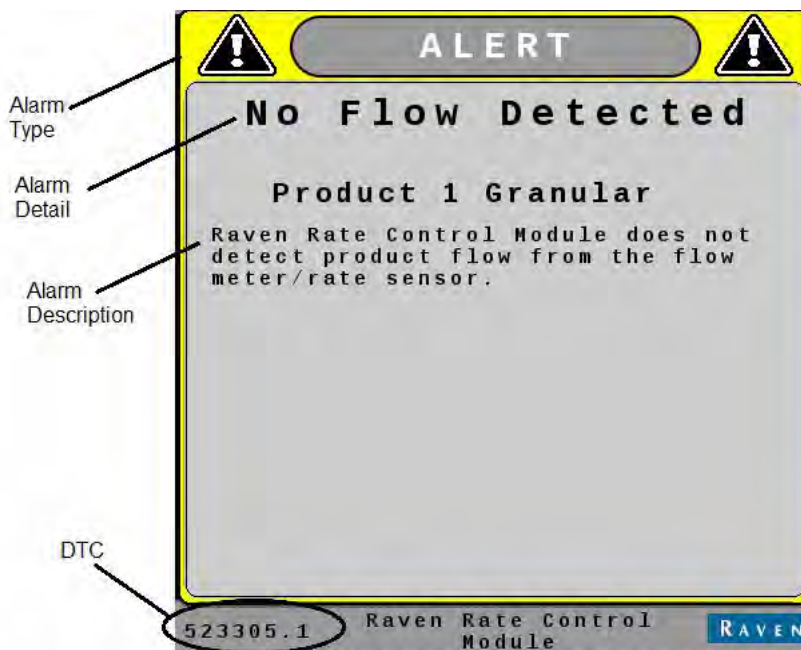 ALERT
Alarm
Type
No Flow Detected
Alarm
Detail
Product 1 Granular
Raven Rate Control Module does not
detect product flow from the flow
meter/rate sensor.
Alarm
Description
DTC
523305.1
Raven Rate Control
Module
RAVEN